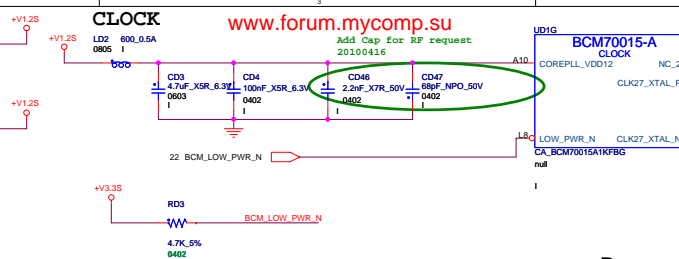 3
CLOCK
www.forum.mycomp.su
+V1.2S
+V1.2S
LD2 600_0.5A
0805 I
Add Cap for RF request
20100416
UD1G
BCM70015-A
CLOCK
A10 COREPLL_VDD12
CD3
4.7uF_X5R_6.3V
0603
I
CD4
100nF_X5R_6.3V
0402
I
CD46
2.2nF_X7R_50V
0402
I
CD47
68pF_NPO_50V
0402
I
NC_2
CLK27_XTAL_P
+V1.2S
L8 LOW_PWR_N CLK27_XTAL_N
22 BCM_LOW_PWR_N
CA_BCM70015A1KFBG
null
I
+V3.3S
RD3
BCM_LOW_PWR_N
4.7K_5%
0402